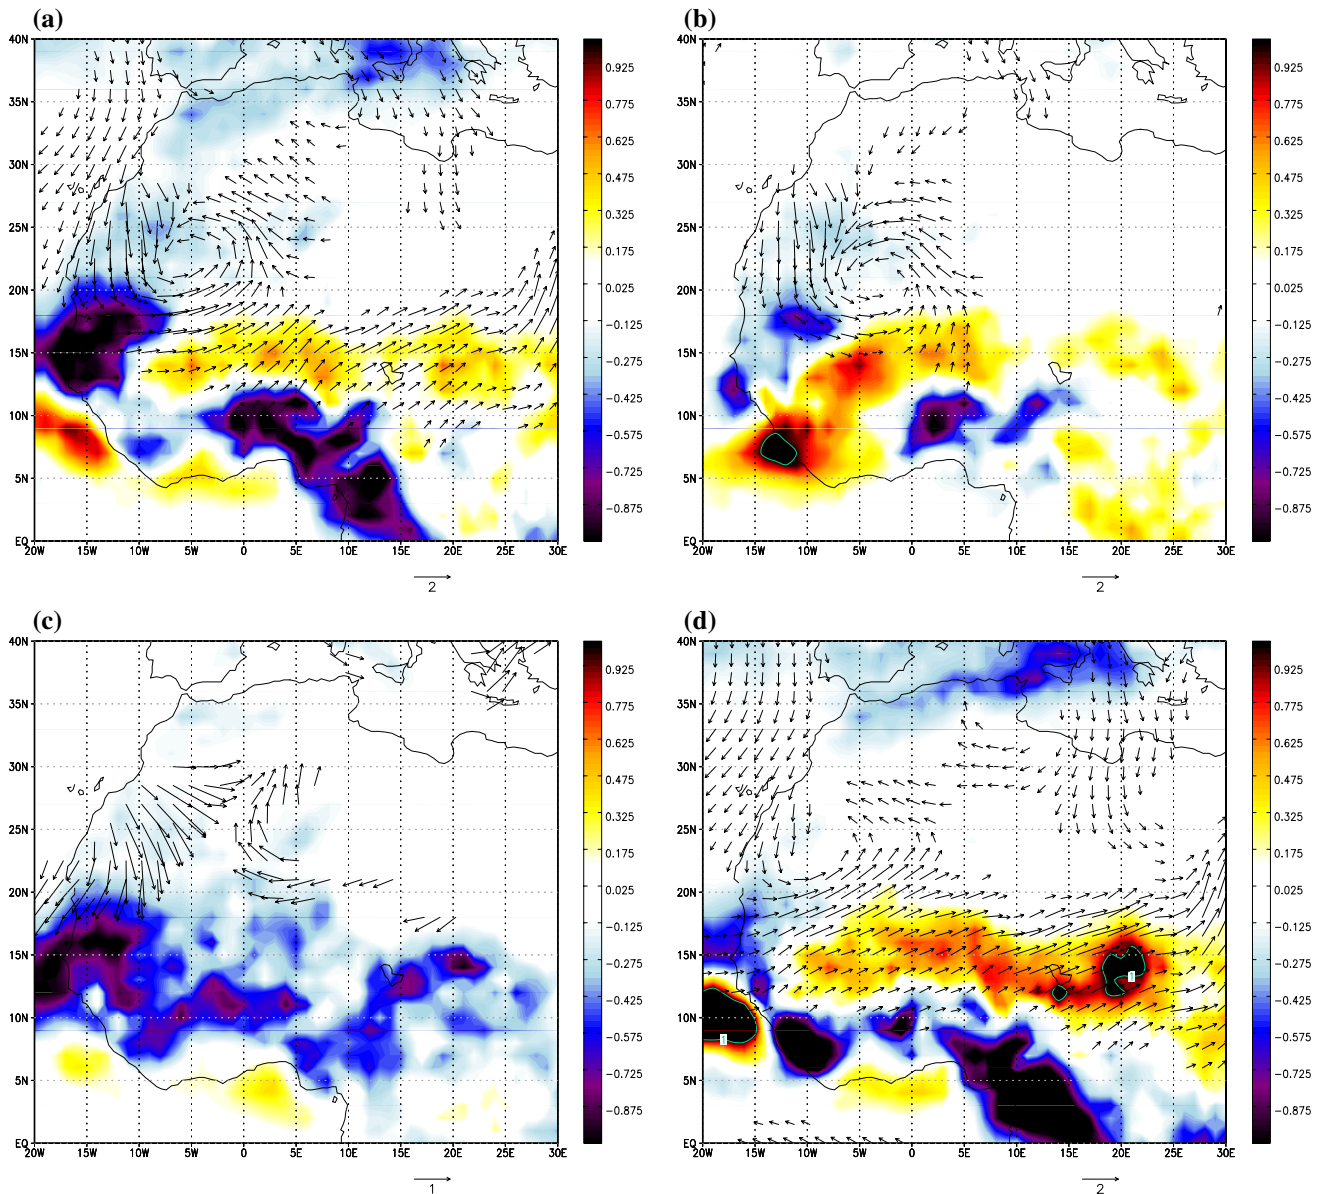 (a)
40N
35N
30N
25N
20N
15N
10N
5N
EQ
20W 15W 10W 5W 0 5E 10E 15E 20E 25E 30E
2
0.925
0.775
0.625
0.475
0.325
0.175
0.025
-0.125
-0.275
-0.425
-0.575
-0.725
-0.875
(b)
40N
35N
30N
25N
20N
15N
10N
5N
EQ
20W 15W 10W 5W 0 5E 10E 15E 20E 25E 30E
2
0.925
0.775
0.625
0.475
0.325
0.175
0.025
-0.125
-0.275
-0.425
-0.575
-0.725
-0.875
(c)
40N
35N
30N
25N
20N
15N
10N
5N
EQ
20W 15W 10W 5W 0 5E 10E 15E 20E 25E 30E
1
0.925
0.775
0.625
0.475
0.325
0.175
0.025
-0.125
-0.275
-0.425
-0.575
-0.725
-0.875
(d)
40N
35N
30N
25N
20N
15N
10N
5N
EQ
1
1
20W 15W 10W 5W 0 5E 10E 15E 20E 25E 30E
2
0.925
0.775
0.625
0.475
0.325
0.175
0.025
-0.125
-0.275
-0.425
-0.575
-0.725
-0.875